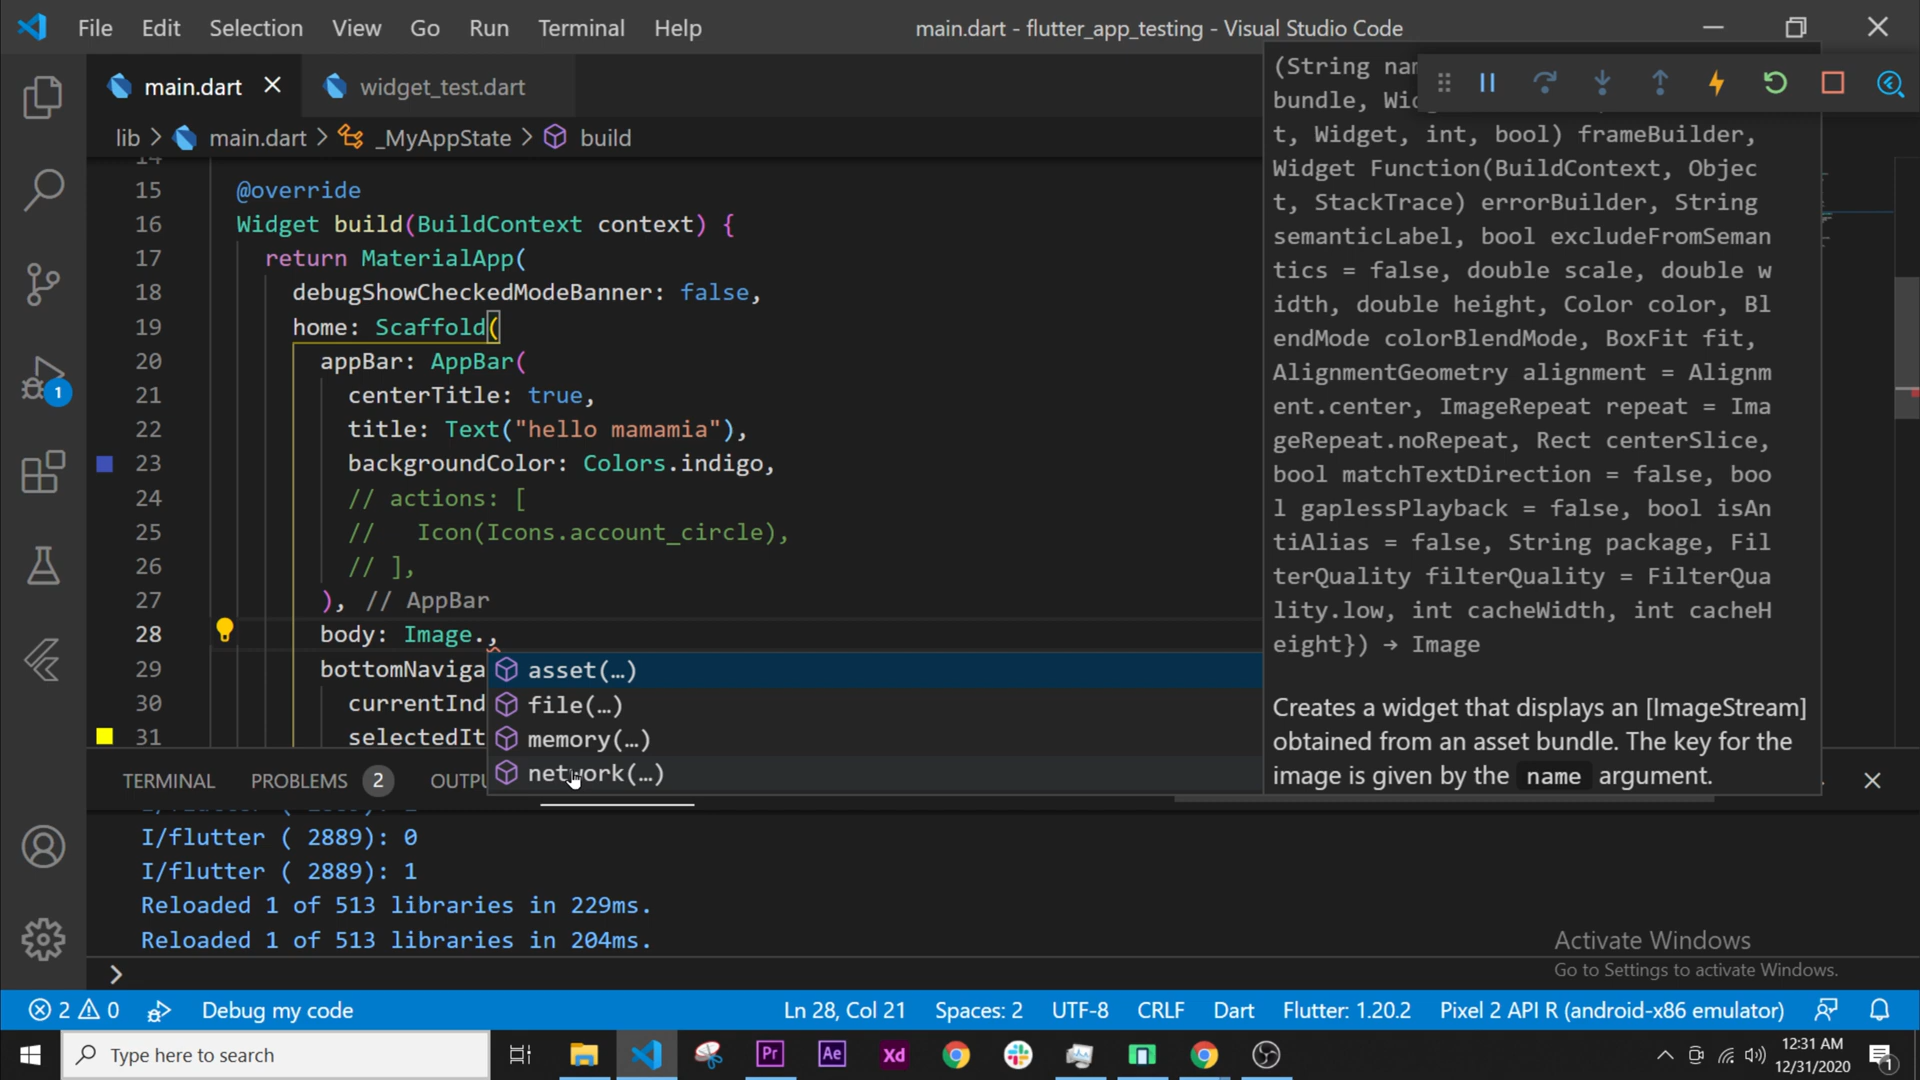 File Edit Selection View Go Run Terminal Help main.dart - flutter_app_testing - Visual Studio Code
main.dart widget_test.dart
lib > main.dart > _MyAppState > build
14
15 @override
16 Widget build(BuildContext context) {
17 return MaterialApp(
18 debugShowCheckedModeBanner: false,
19 home: Scaffold(
20 appBar: AppBar(
21 centerTitle: true,
22 title: Text("hello mamamia"),
23 backgroundColor: Colors.indigo,
24 // actions: [
25 //   Icon(Icons.account_circle),
26 // ],
27 ), // AppBar
28 body: Image.,
29 bottomNaviga
30 currentInd
31 selectedIt
asset(…)
file(…)
memory(…)
network(…)
(String nam
bundle, Wid
t, Widget, int, bool) frameBuilder,
Widget Function(BuildContext, Objec
t, StackTrace) errorBuilder, String
semanticLabel, bool excludeFromSeman
tics = false, double scale, double w
idth, double height, Color color, Bl
endMode colorBlendMode, BoxFit fit,
AlignmentGeometry alignment = Alignm
ent.center, ImageRepeat repeat = Ima
geRepeat.noRepeat, Rect centerSlice,
bool matchTextDirection = false, boo
l gaplessPlayback = false, bool isAn
tiAlias = false, String package, Fil
terQuality filterQuality = FilterQua
lity.low, int cacheWidth, int cacheH
eight}) → Image
Creates a widget that displays an [ImageStream]
obtained from an asset bundle. The key for the
image is given by the name argument.
TERMINAL PROBLEMS 2 OUTPU
I/flutter ( 2889): 0
I/flutter ( 2889): 1
Reloaded 1 of 513 libraries in 229ms.
Reloaded 1 of 513 libraries in 204ms.
Activate Windows
Go to Settings to activate Windows.
1
2 0 Debug my code Ln 28, Col 21 Spaces: 2 UTF-8 CRLF Dart Flutter: 1.20.2 Pixel 2 API R (android-x86 emulator)
Type here to search Pr Ae Xd 12:31 AM
12/31/2020 1